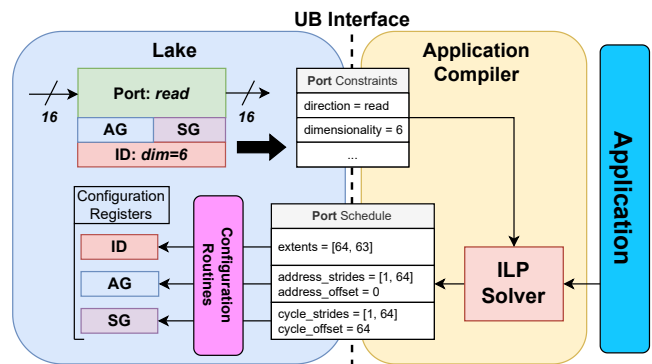 UB Interface
Lake
Application
Compiler
Port: read
16
16
AG
SG
ID: dim=6
Port Constraints
direction = read
dimensionality = 6
...
Configuration
Registers
ID
AG
SG
Configuration
Routines
Port Schedule
extents = [64, 63]
address_strides = [1, 64]
address_offset = 0
cycle_strides = [1, 64]
cycle_offset = 64
ILP
Solver
Application